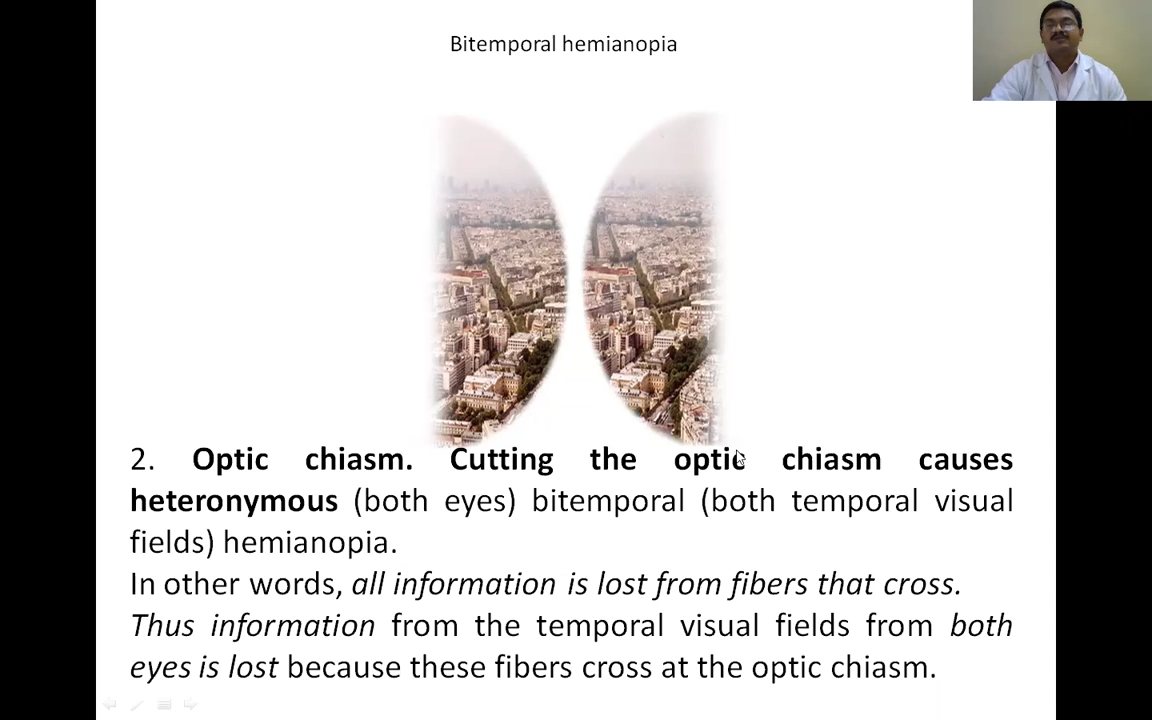 Bitemporal hemianopia
2. Optic chiasm. Cutting the optic chiasm causes
heteronymous (both eyes) bitemporal (both temporal visual
fields) hemianopia.
In other words, all information is lost from fibers that cross.
Thus information from the temporal visual fields from both
eyes is lost because these fibers cross at the optic chiasm.